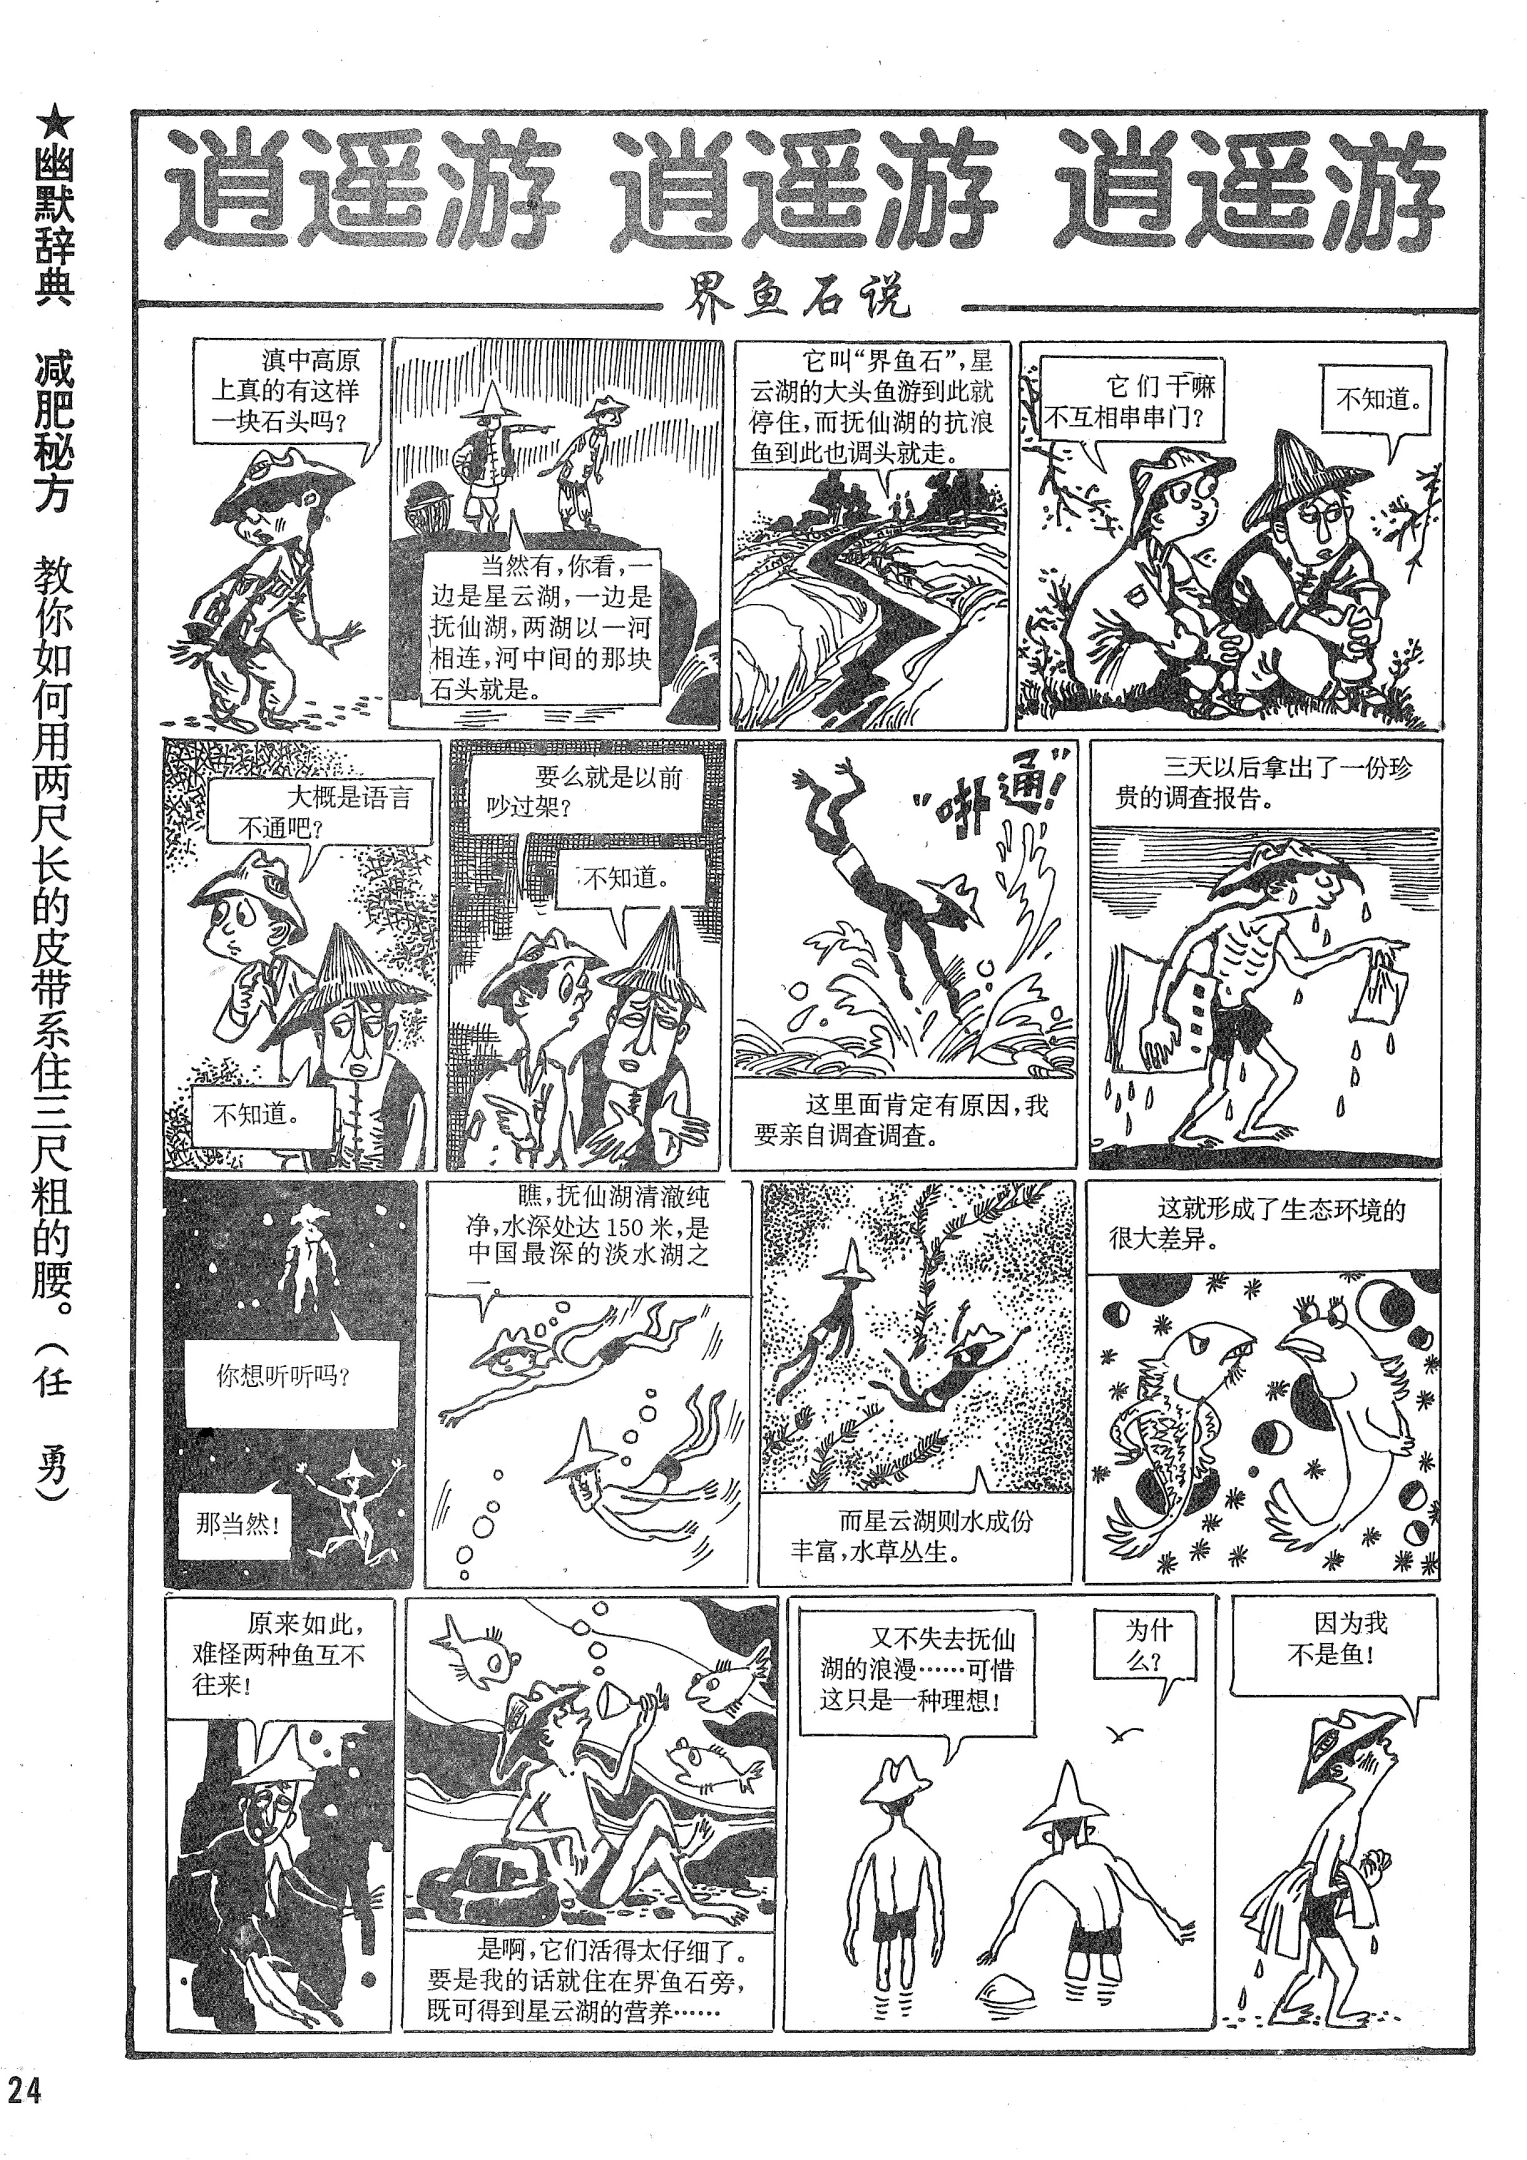 ★幽默辞典 减肥秘方 教你如何用两尺长的皮带系住三尺粗的腰。(任 勇)
逍遥游 逍遥游 逍遥游
界鱼石说
滇中高原
上真的有这样
一块石头吗?
当然有,你看,一
边是星云湖,一边是
抚仙湖,两湖以一河
相连,河中间的那块
石头就是。
它叫“界鱼石”,星
云湖的大头鱼游到此就
停住,而抚仙湖的抗浪
鱼到此也调头就走。
它们干嘛
不互相串串门?
不知道。
大概是语言
不通吧?
不知道。
要么就是以前
吵过架?
不知道。
“啩通!”
这里面肯定有原因,我
要亲自调查调查。
三天以后拿出了一份珍
贵的调查报告。
你想听听吗?
那当然!
瞧,抚仙湖清澈纯
净,水深处达150米,是
中国最深的淡水湖之
一。
而星云湖则水成份
丰富,水草丛生。
这就形成了生态环境的
很大差异。
原来如此,
难怪两种鱼互不
往来!
是啊,它们活得太仔细了。
要是我的话就住在界鱼石旁,
既可得到星云湖的营养……
又不失去抚仙
湖的浪漫……可惜
这只是一种理想!
为什
么?
因为我
不是鱼!
24